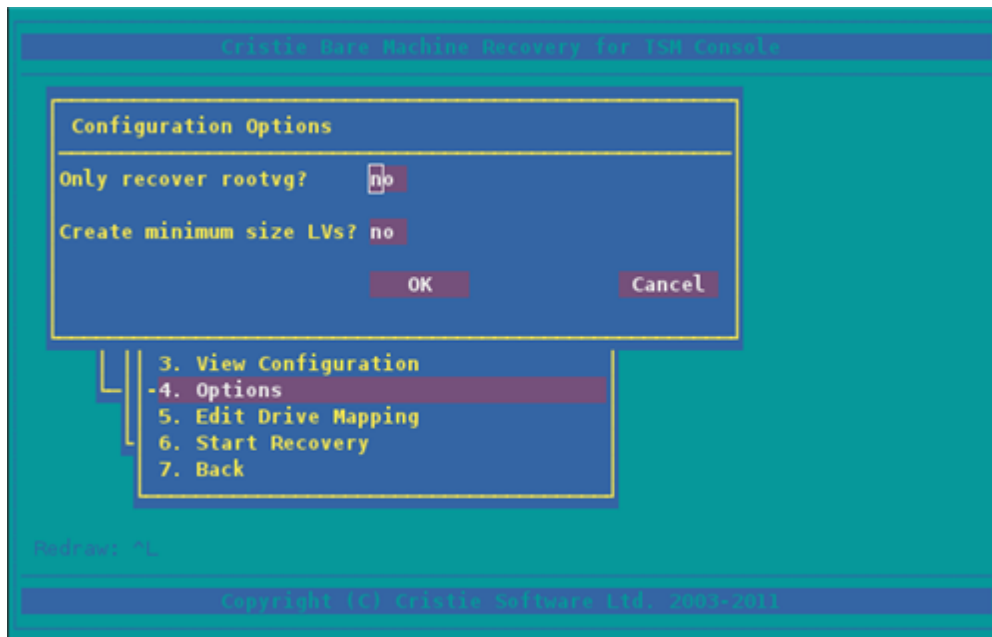 Cristie Bare Machine Recovery for TSM Console
Configuration Options
Only recover rootvg? no
Create minimum size LVs? no
OK Cancel
3. View Configuration
-4. Options
5. Edit Drive Mapping
6. Start Recovery
7. Back
Redraw: ^L
Copyright (C) Cristie Software Ltd. 2003-2011